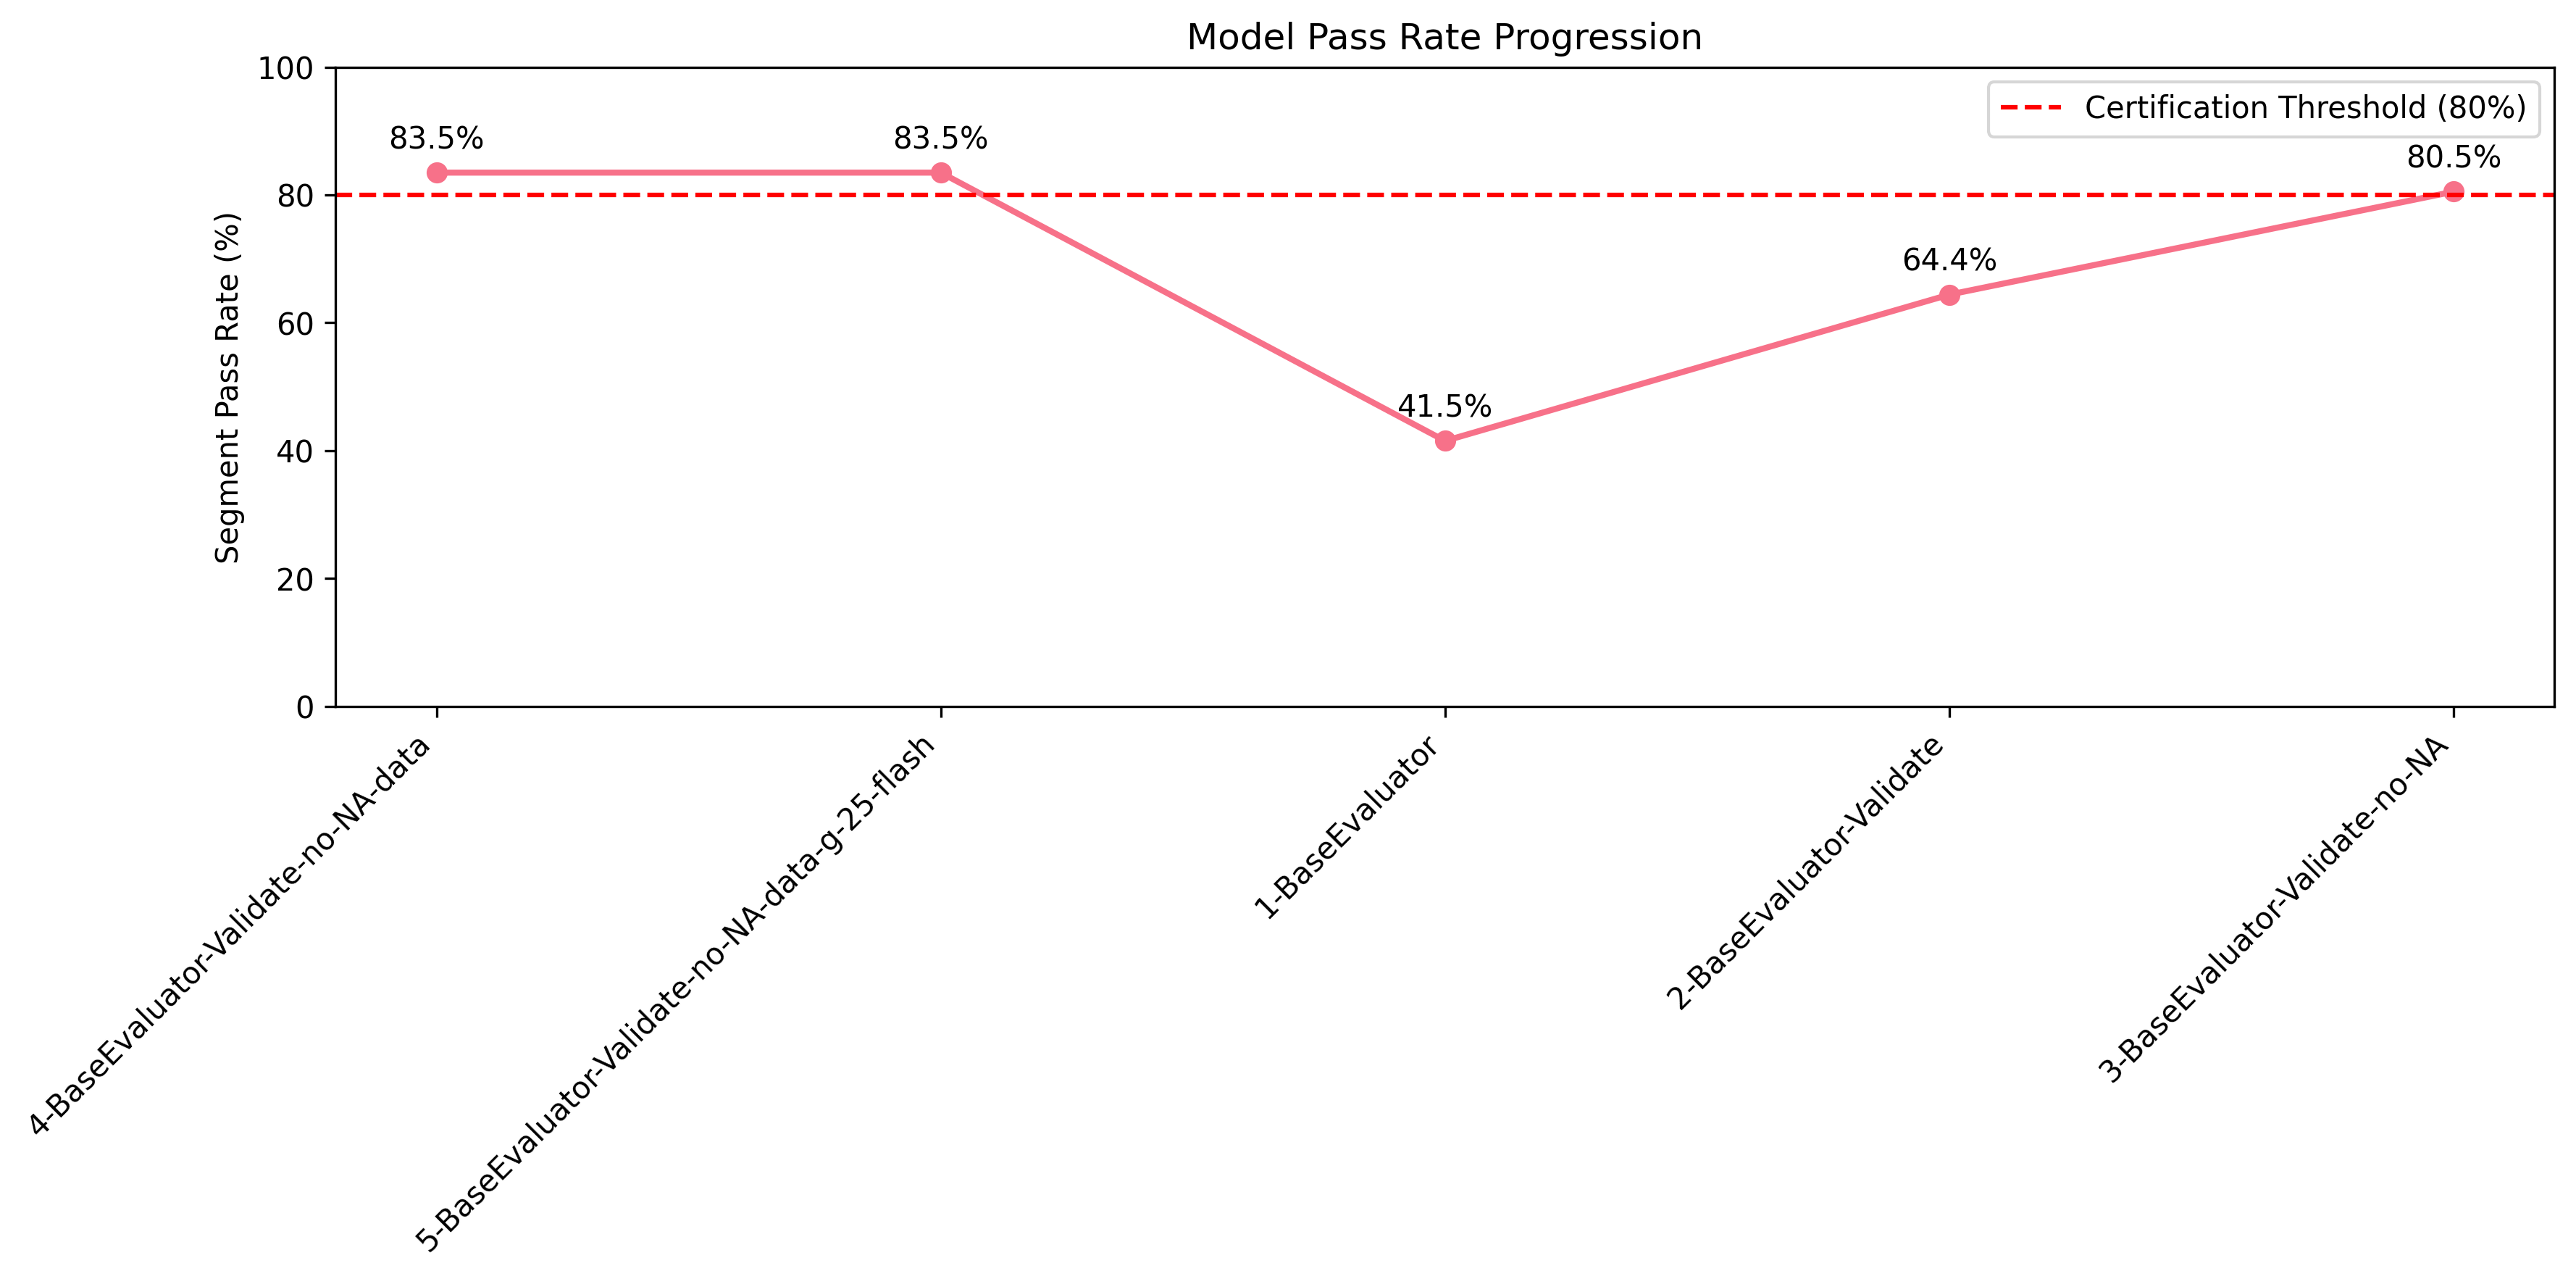 Model Pass Rate Progression
Certification Threshold (80%)
Segment Pass Rate (%)
100
80
60
40
20
0
83.5%
83.5%
41.5%
64.4%
80.5%
4-BaseEvaluator-Validate-no-NA-data
5-BaseEvaluator-Validate-no-NA-data-g-25-flash
1-BaseEvaluator
2-BaseEvaluator-Validate
3-BaseEvaluator-Validate-no-NA